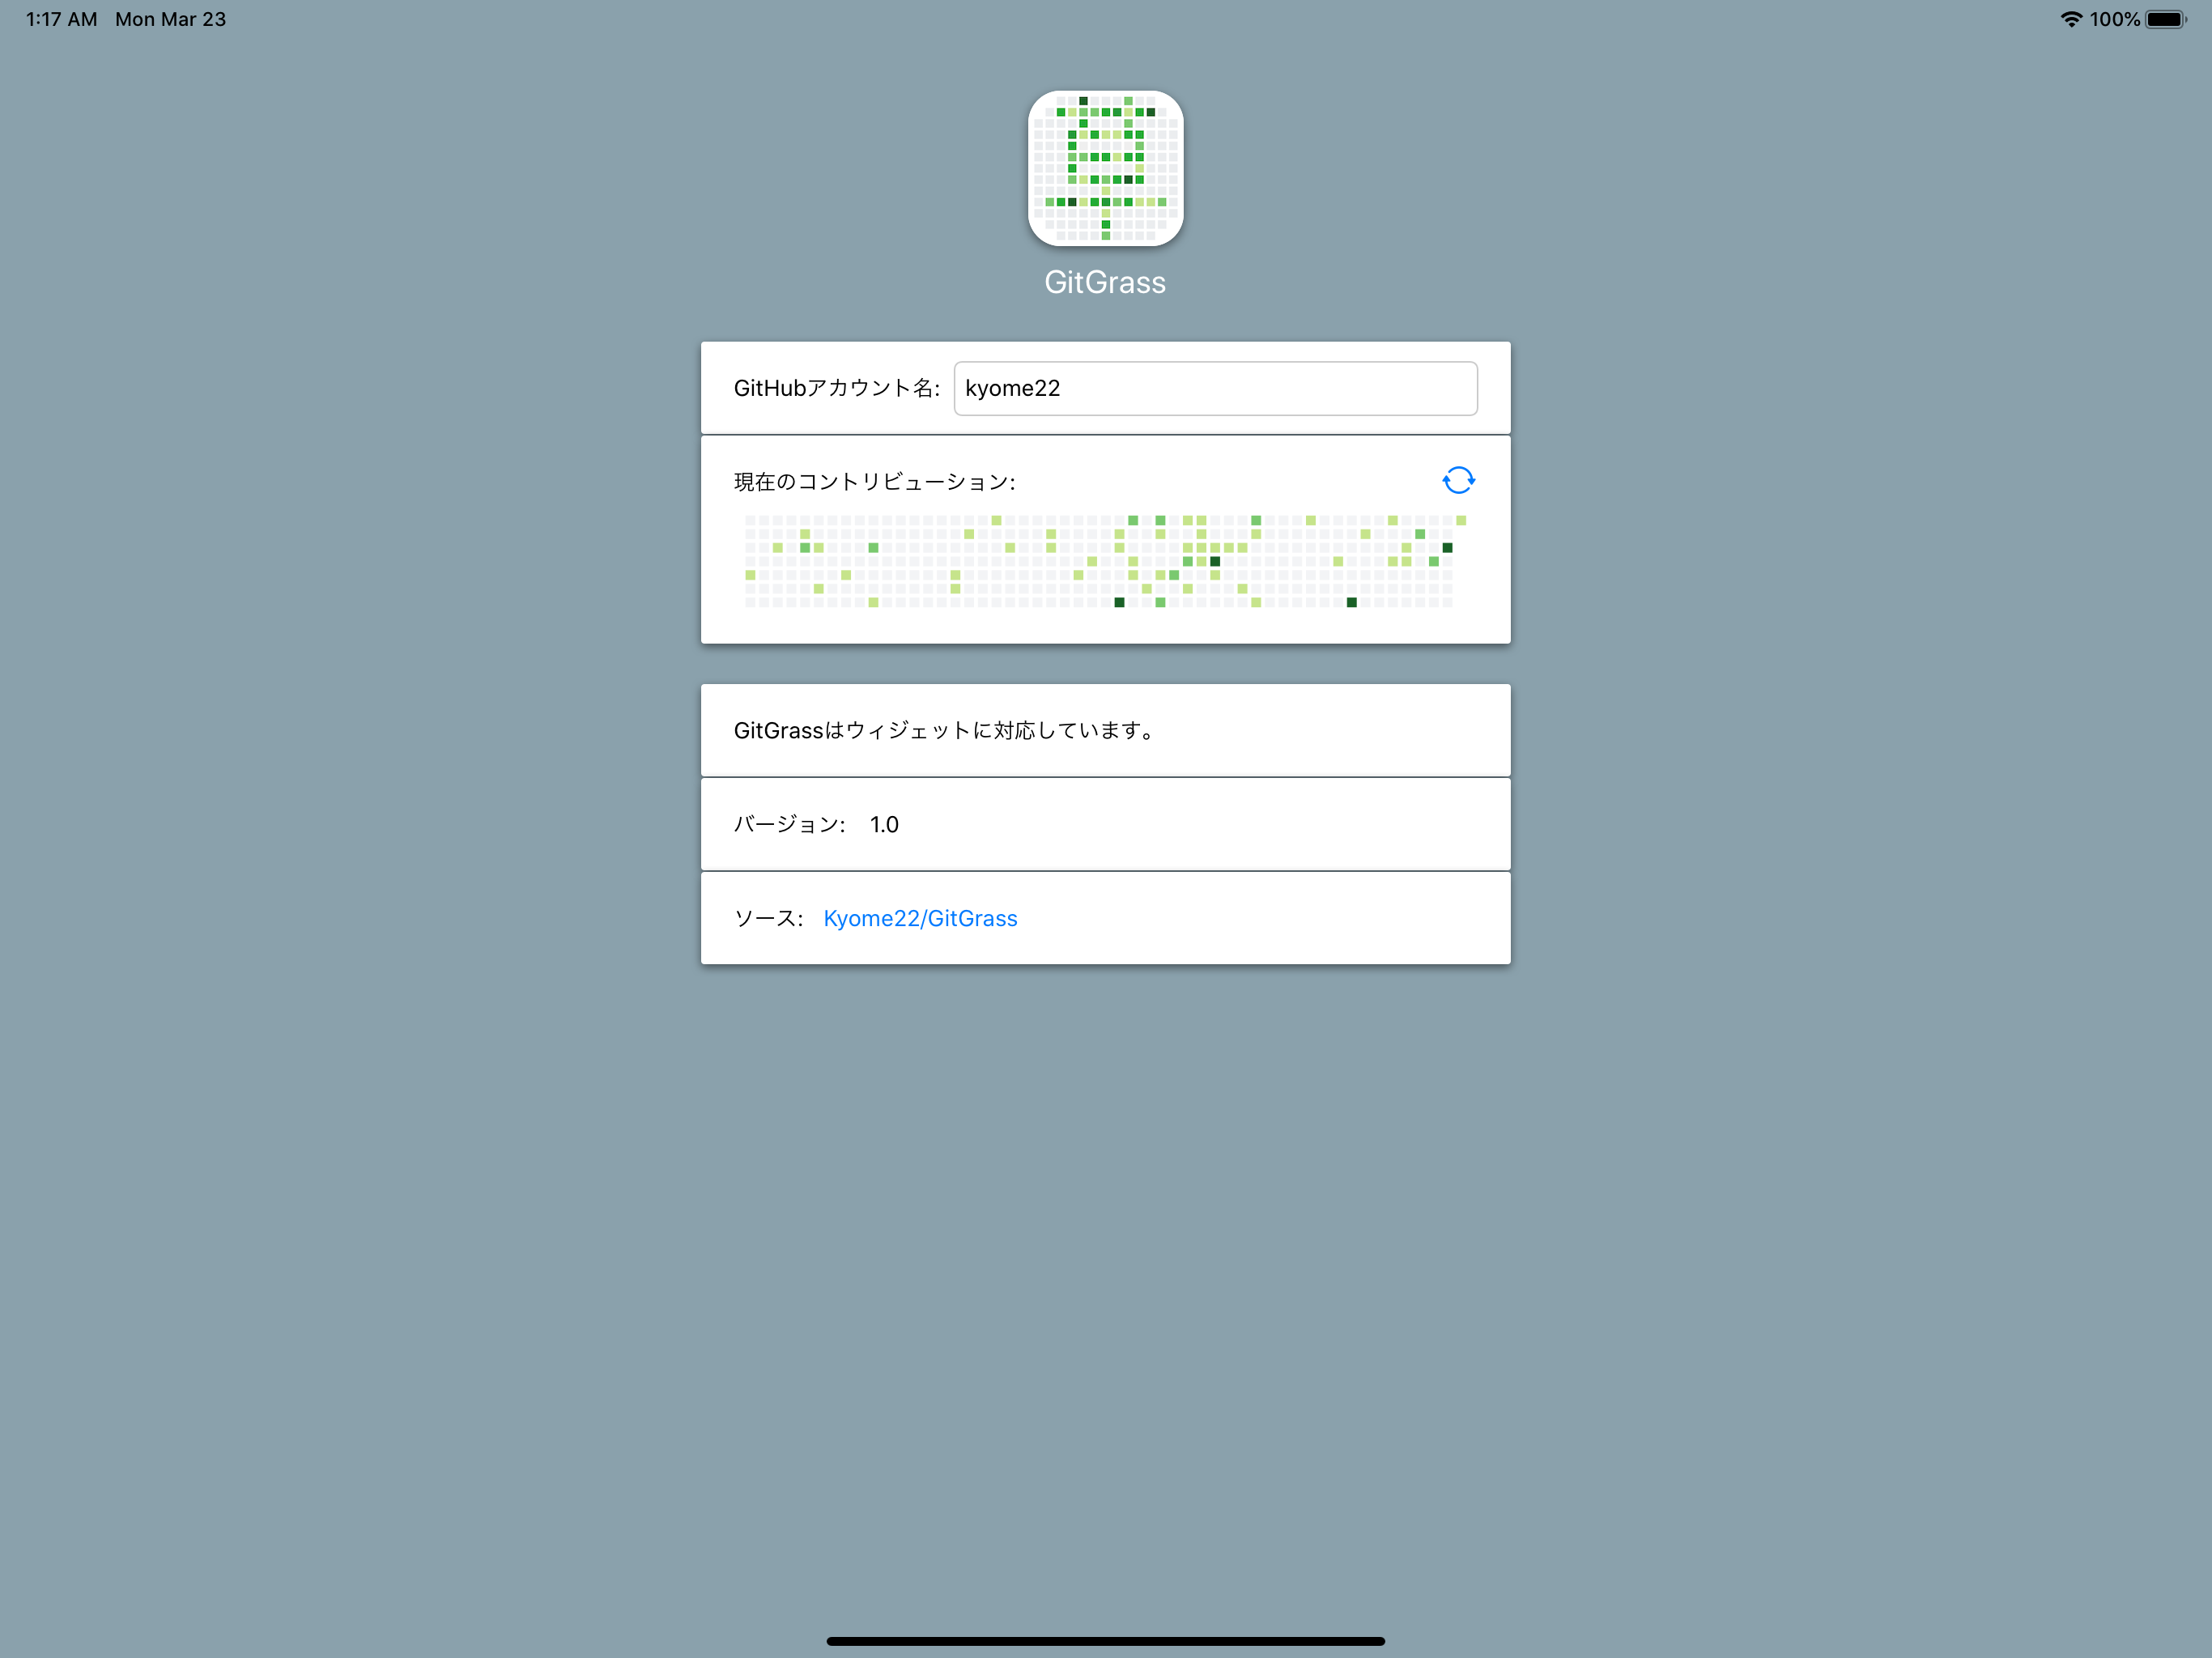 1:17 AM Mon Mar 23
100%
草
GitGrass
GitHubアカウント名: kyome22
現在のコントリビューション:
GitGrassはウィジェットに対応しています。
バージョン: 1.0
ソース: Kyome22/GitGrass